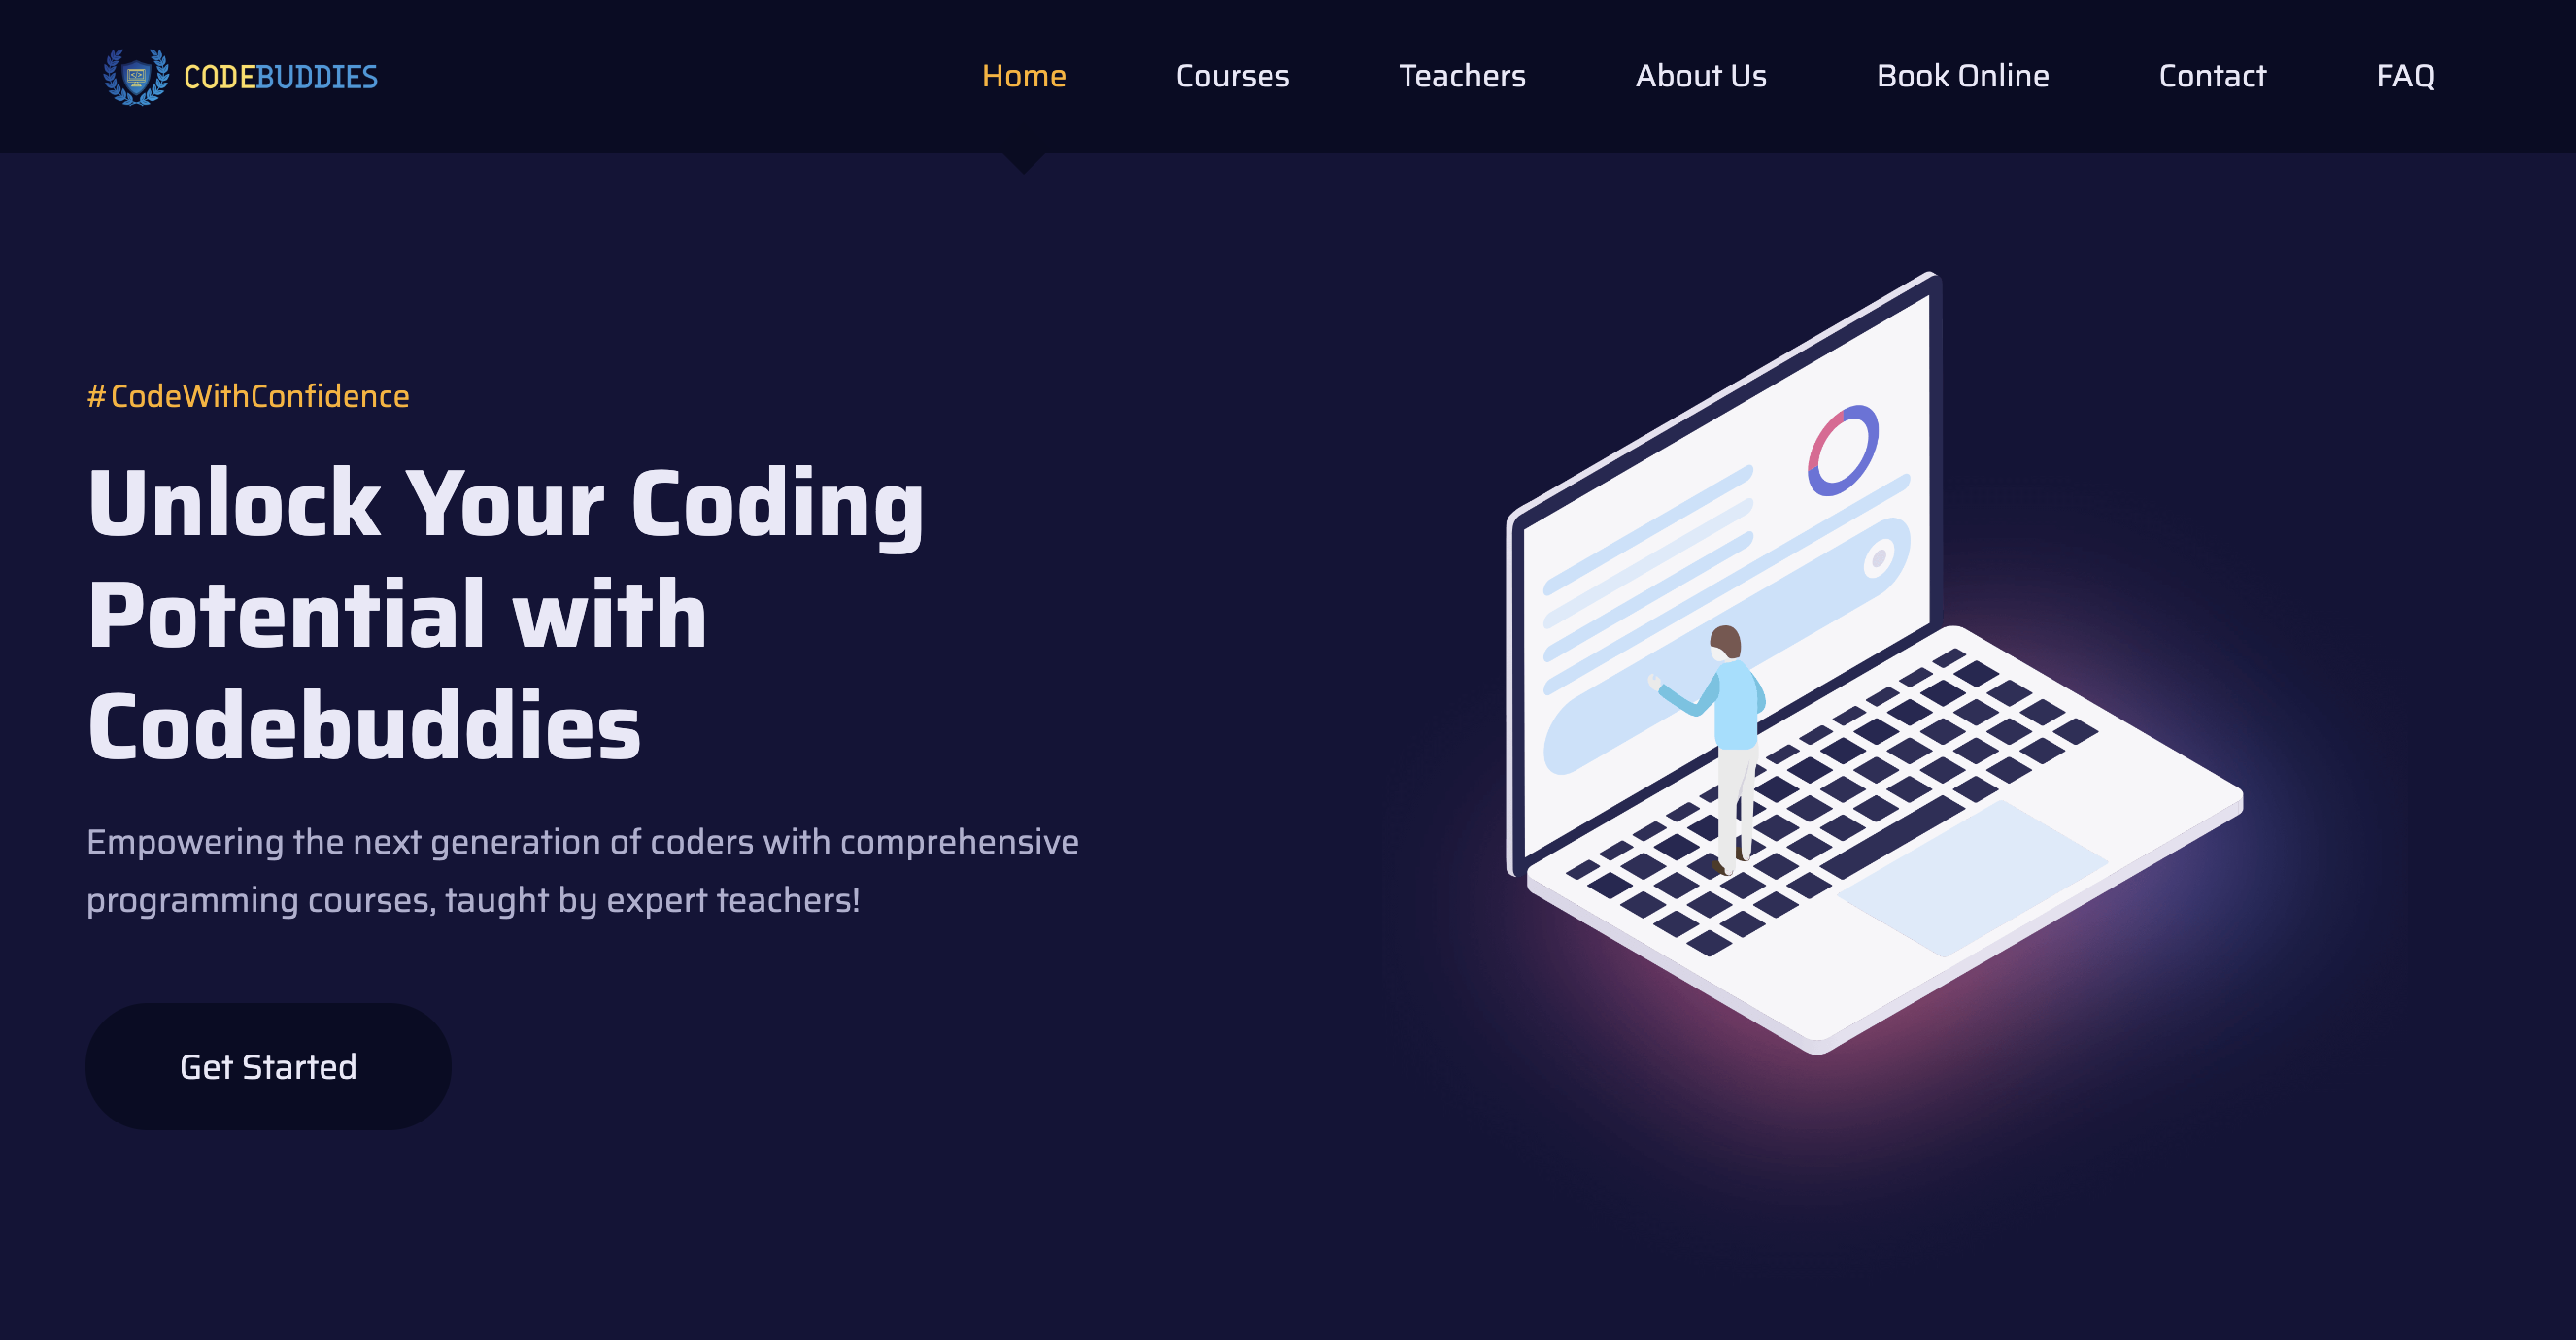 CODEBUDDIES
Home Courses Teachers About Us Book Online Contact FAQ
#CodeWithConfidence
Unlock Your Coding
Potential with
Codebuddies
Empowering the next generation of coders with comprehensive
programming courses, taught by expert teachers!
Get Started